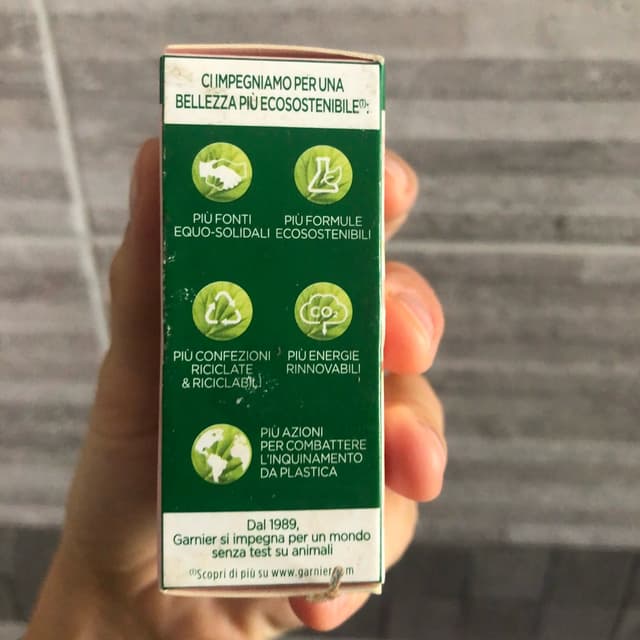 CI IMPEGNIAMO PER UNA
BELLEZZA PIÙ ECOSOSTENIBILE⁽¹⁾:
PIÙ FONTI
EQUO-SOLIDALI
PIÙ FORMULE
ECOSOSTENIBILI
CO₂
PIÙ CONFEZIONI
RICICLATE
& RICICLABILI
PIÙ ENERGIE
RINNOVABILI
PIÙ AZIONI
PER COMBATTERE
L'INQUINAMENTO
DA PLASTICA
Dal 1989,
Garnier si impegna per un mondo
senza test su animali
⁽¹⁾Scopri di più su www.garnier